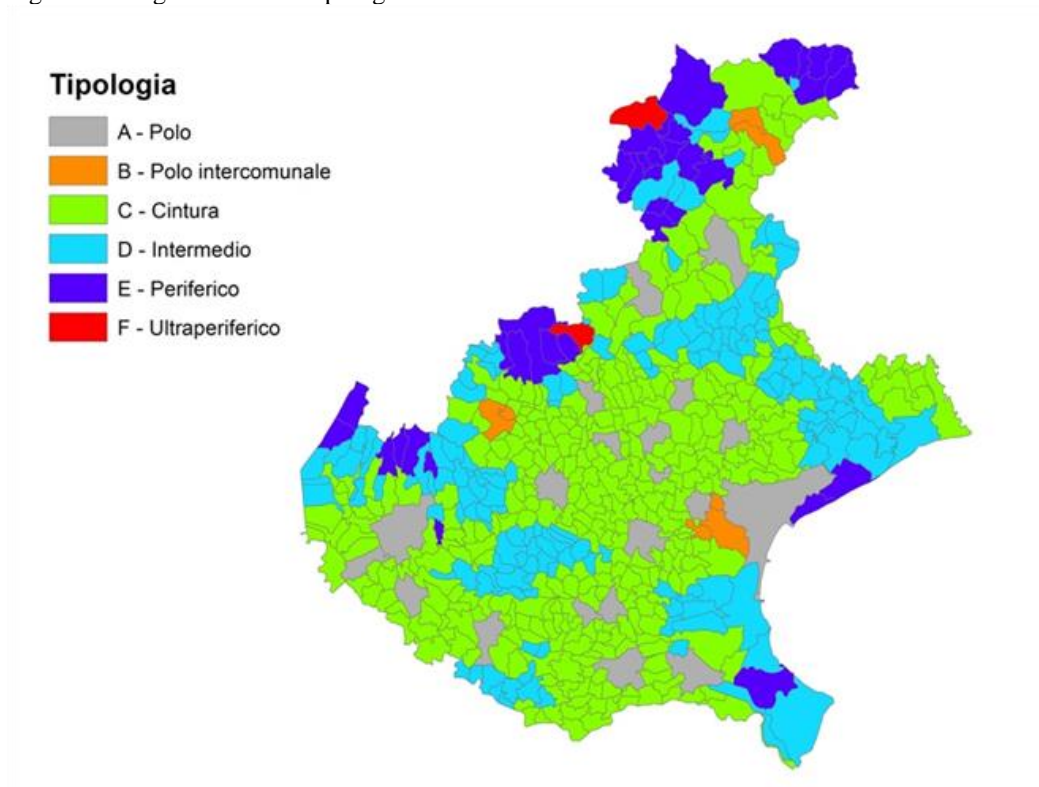 Tipologia
A - Polo
B - Polo intercomunale
C - Cintura
D - Intermedio
E - Periferico
F - Ultraperiferico